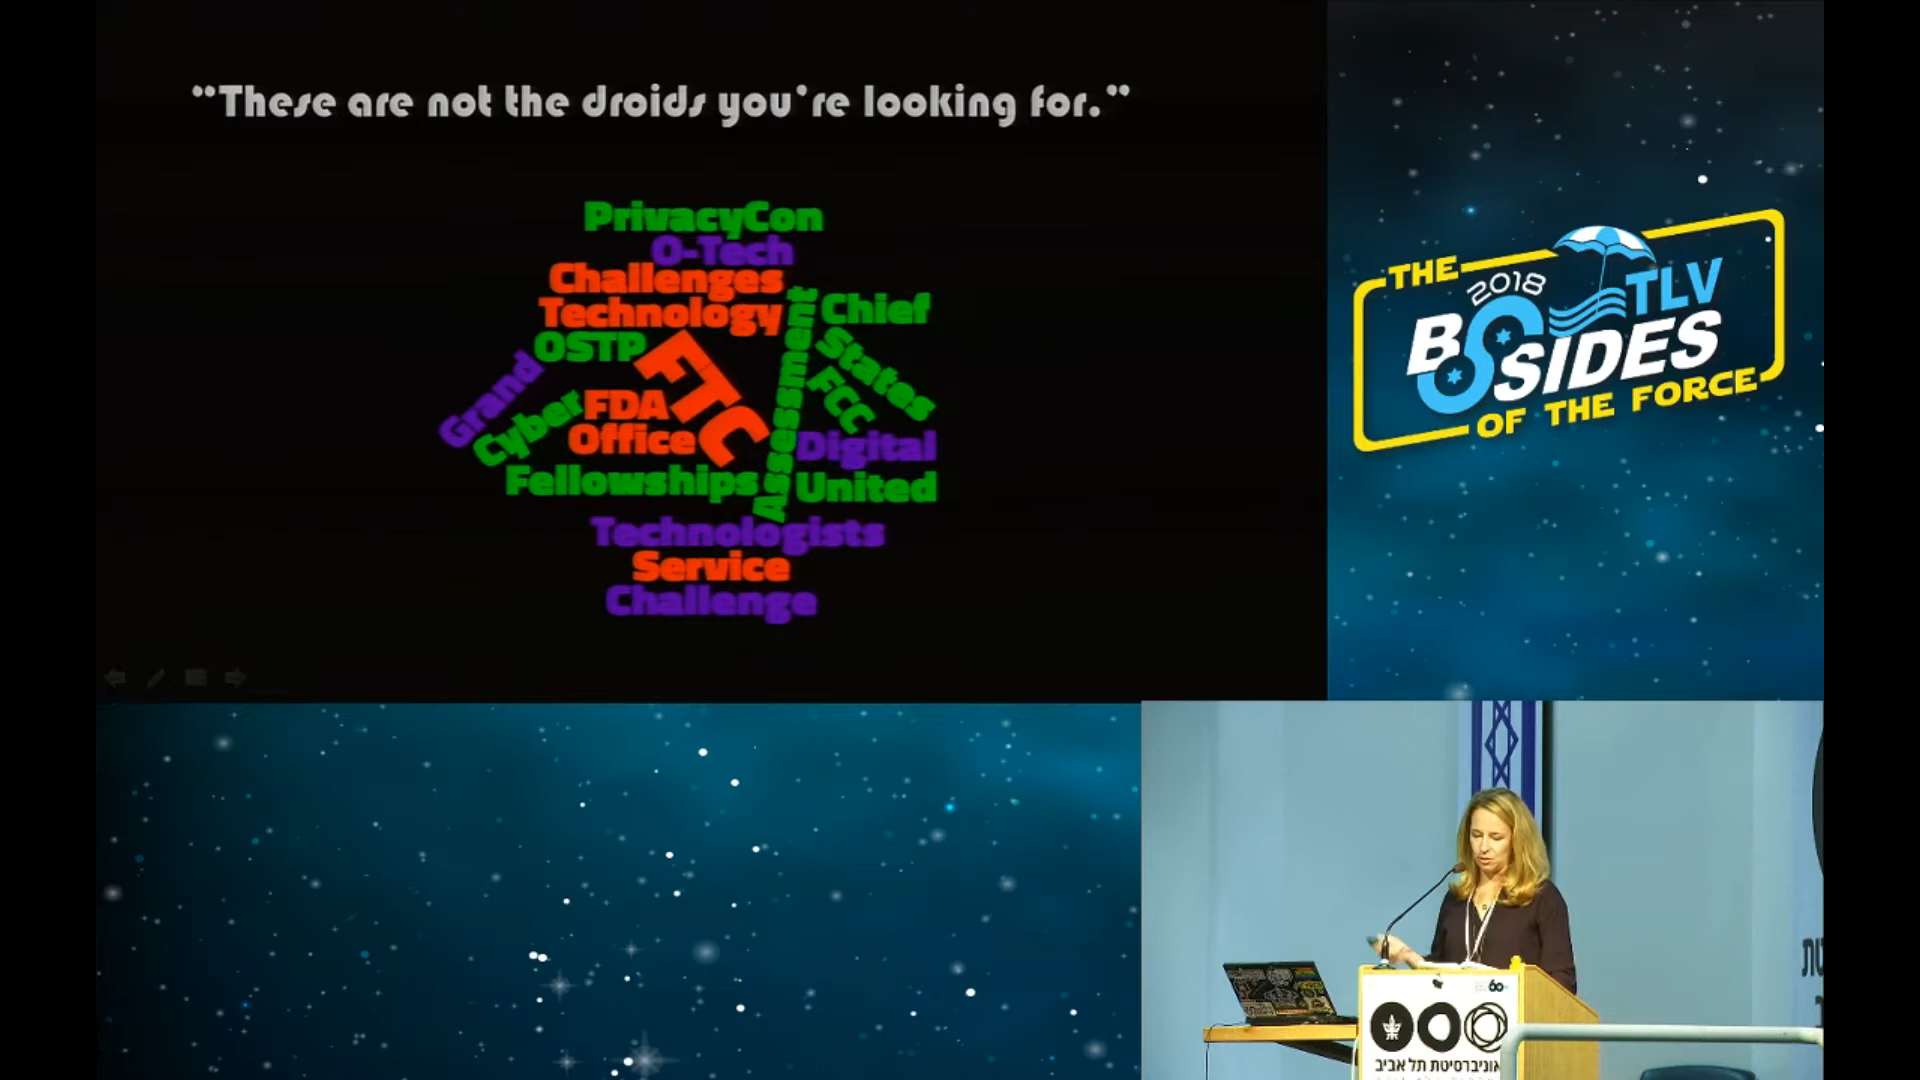 “These are not the droids you’re looking for.”
PrivacyCon
O-Tech
Challenges
Technology
Assessment
Chief
States
OSTP
FTC
FCC
Grand
Cyber
FDA
Office
Digital
Fellowships
United
Technologists
Service
Challenge
THE
2018
TLV
BSIDES
OF THE FORCE
אוניברסיטת תל אביב